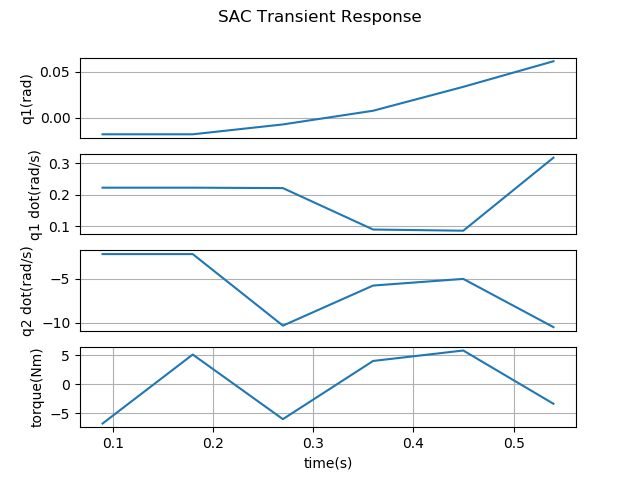 SAC Transient Response
q1(rad)
0.05
0.00
q1 dot(rad/s)
0.3
0.2
0.1
q2 dot(rad/s)
−5
−10
torque(Nm)
5
0
−5
0.1 0.2 0.3 0.4 0.5
time(s)